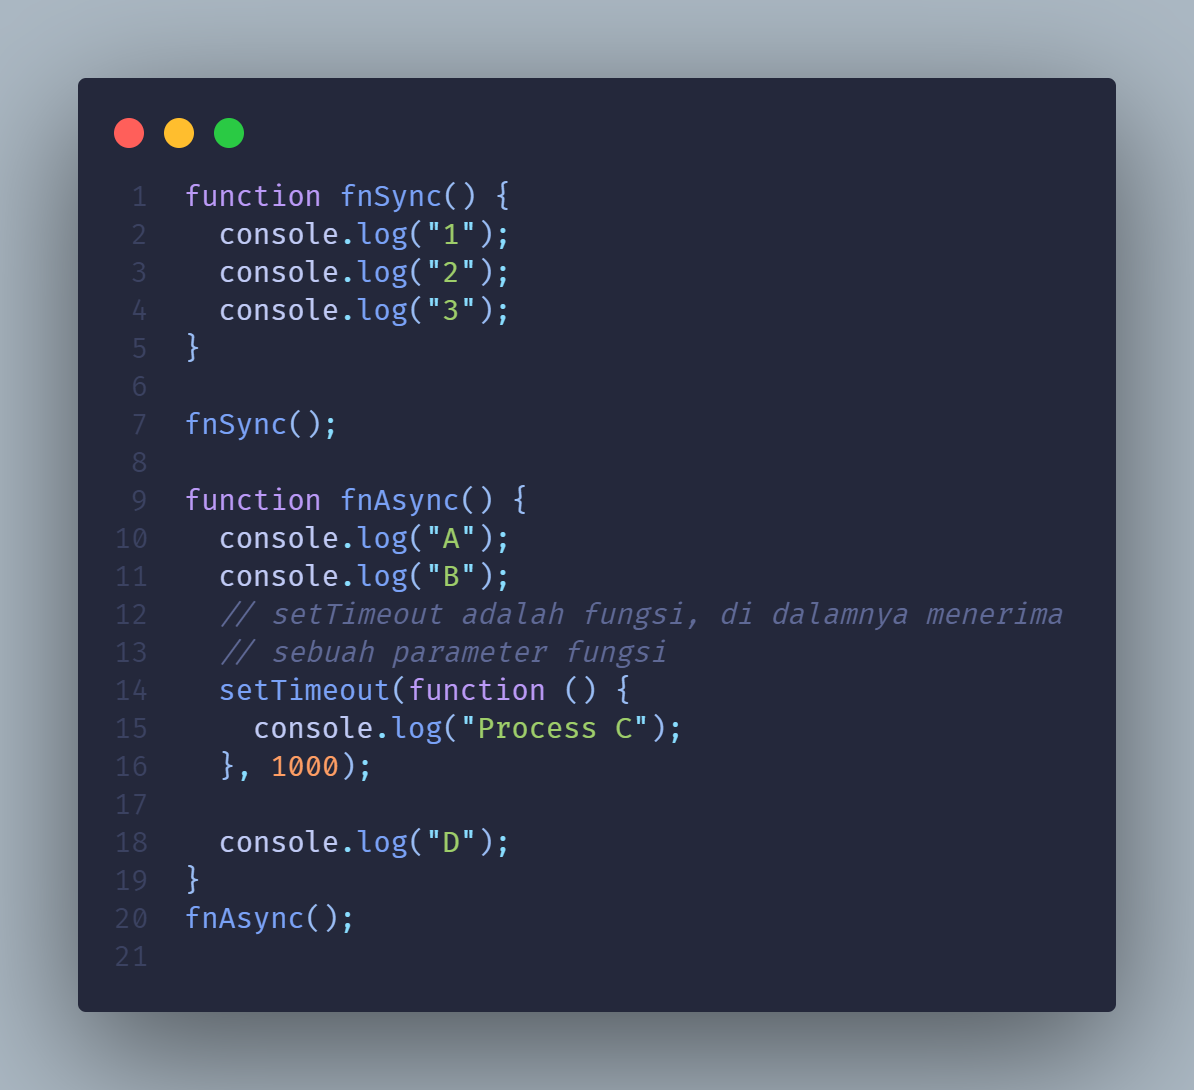 1 function fnSync() {
2   console.log("1");
3   console.log("2");
4   console.log("3");
5 }
6
7 fnSync();
8
9 function fnAsync() {
10   console.log("A");
11   console.log("B");
12   // setTimeout adalah fungsi, di dalamnya menerima
13   // sebuah parameter fungsi
14   setTimeout(function () {
15     console.log("Process C");
16   }, 1000);
17
18   console.log("D");
19 }
20 fnAsync();
21